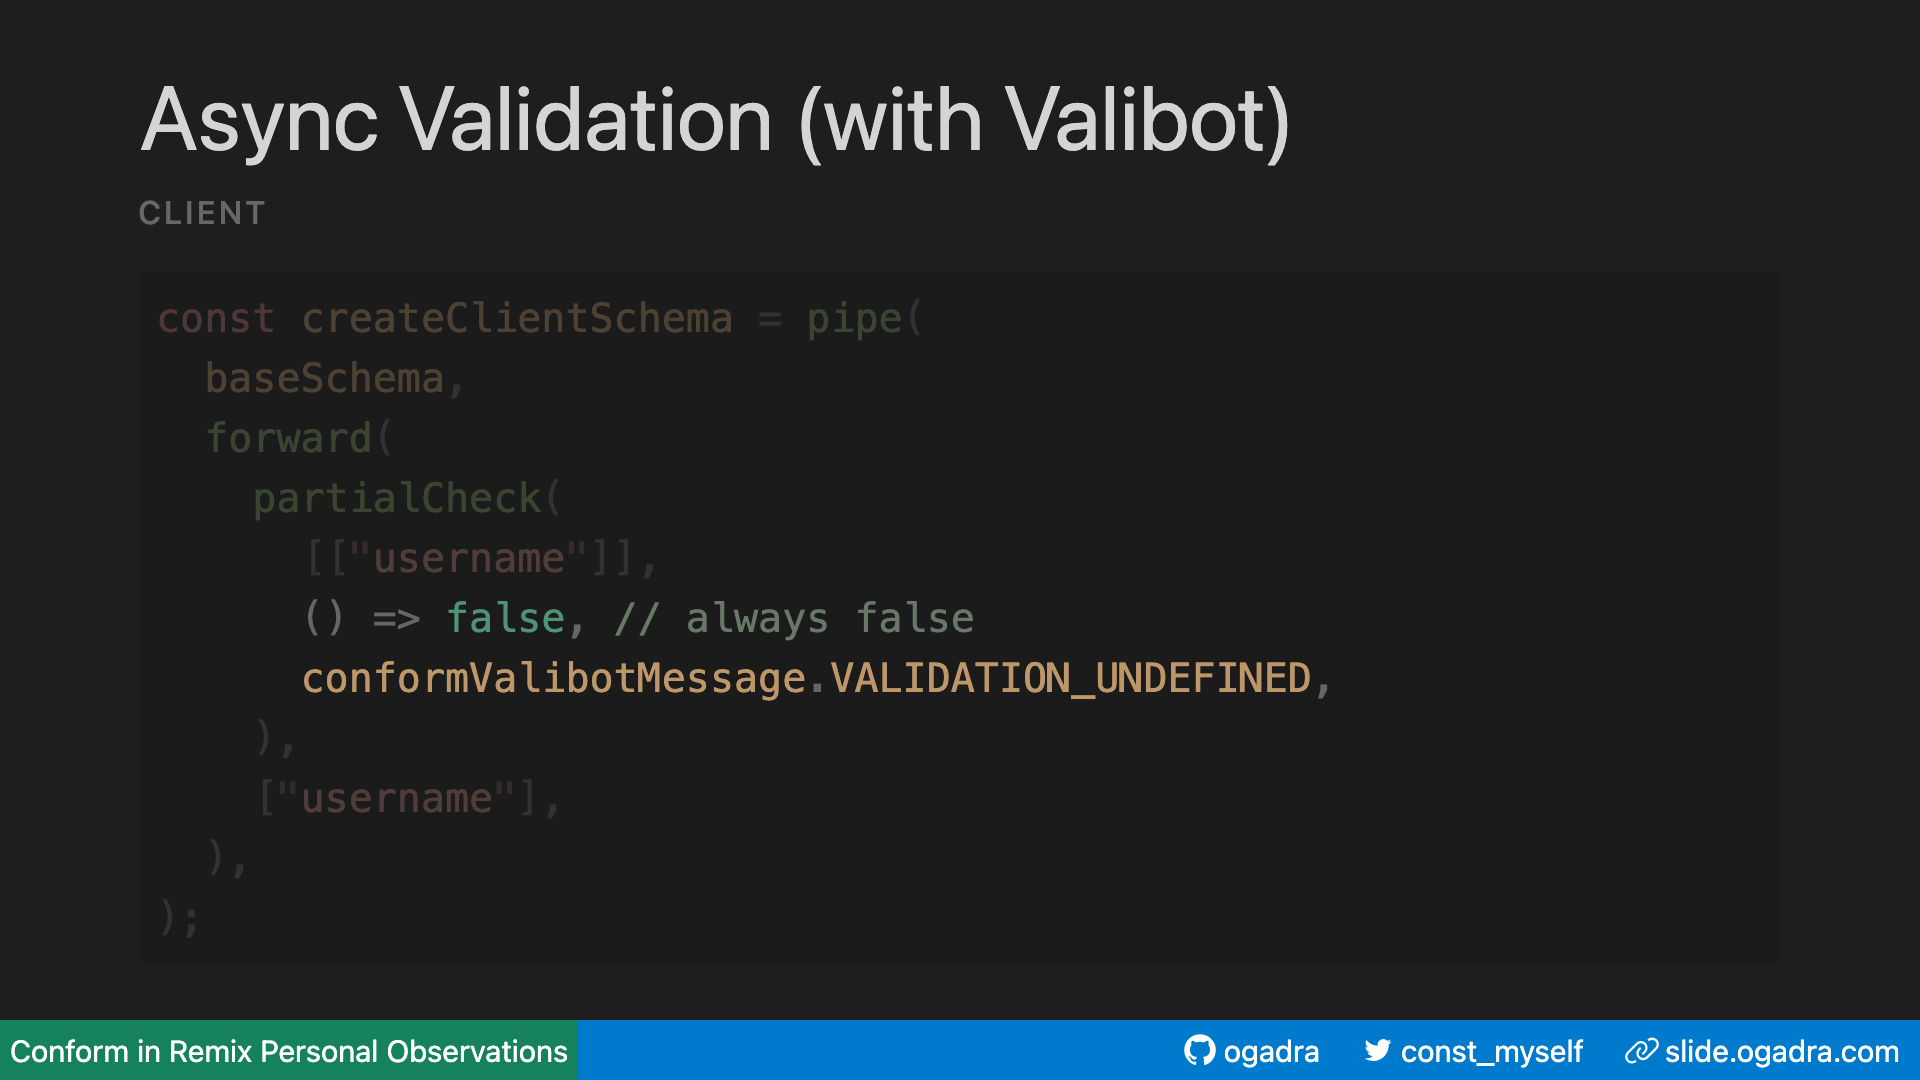 Async Validation (with Valibot)
CLIENT
const createClientSchema = pipe(
  baseSchema,
  forward(
    partialCheck(
      [["username"]],
      () => false, // always false
      conformValibotMessage.VALIDATION_UNDEFINED,
    ),
    ["username"],
  ),
);
Conform in Remix Personal Observations
ogadra
const_myself
slide.ogadra.com